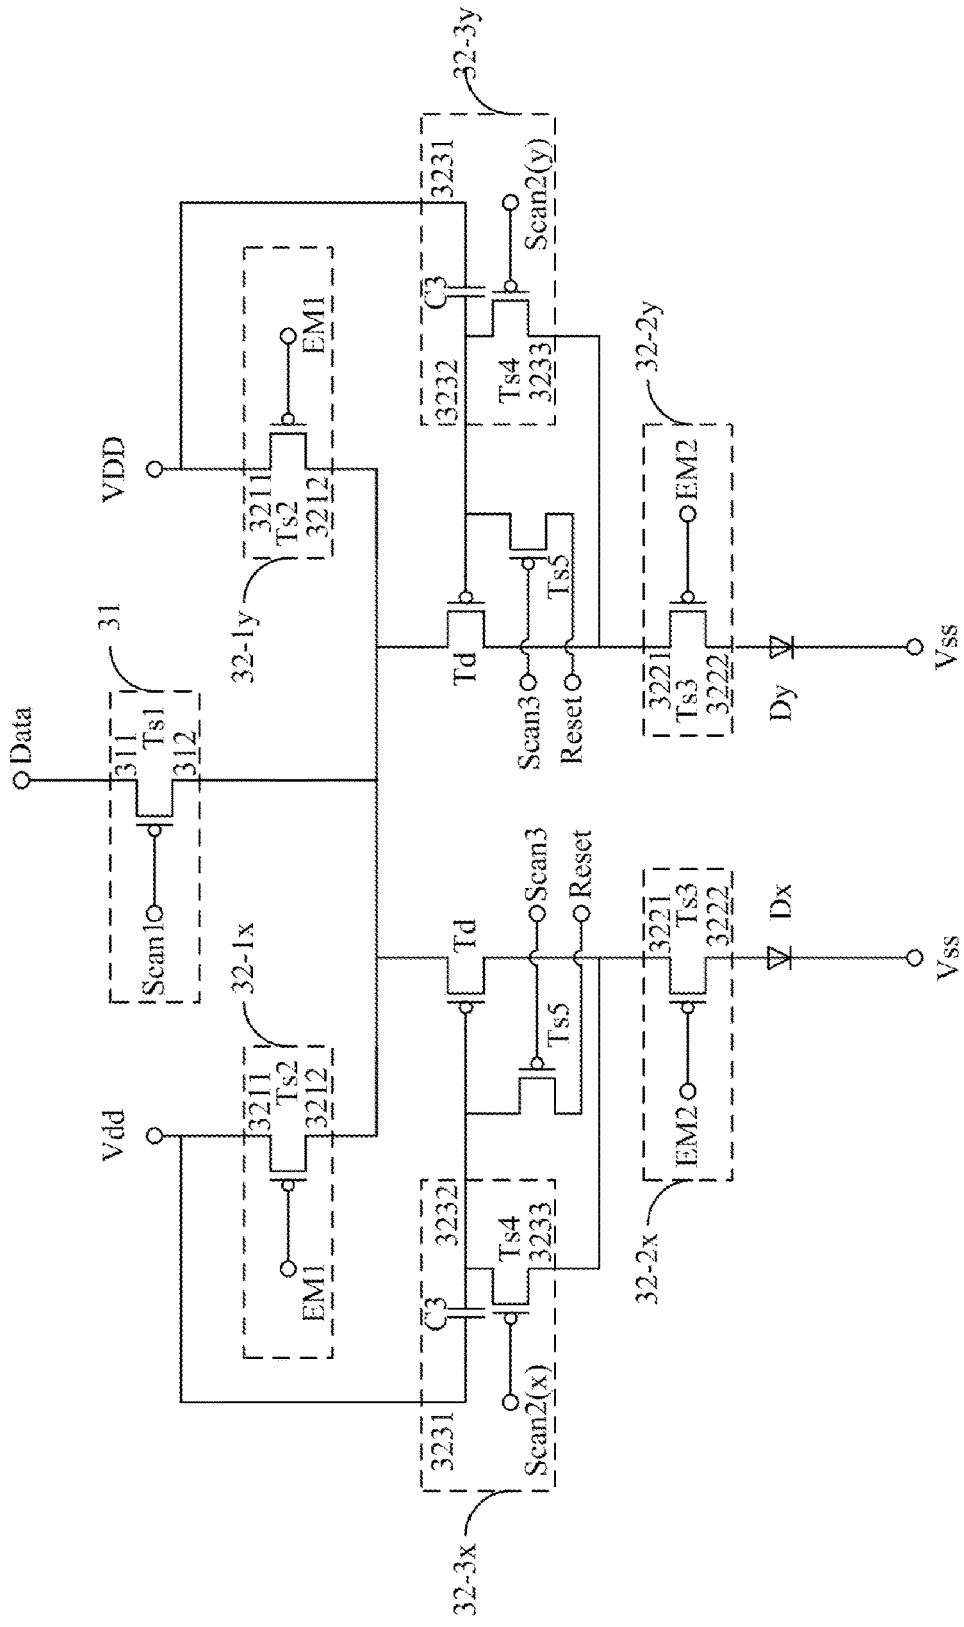 Data
31
311
Ts1
312
Scan1
Vdd
VDD
32-1x
3211
Ts2
3212
EM1
32-1y
3211
Ts2
3212
EM1
32-3x
3231
C3
3232
Ts4
3233
Scan2(x)
Td
Scan3
Ts5
Reset
32-3y
3231
C3
3232
Ts4
3233
Scan2(y)
Td
Scan3
Ts5
Reset
32-2x
3221
Ts3
3222
EM2
32-2y
3221
Ts3
3222
EM2
Dx
Dy
Vss
Vss